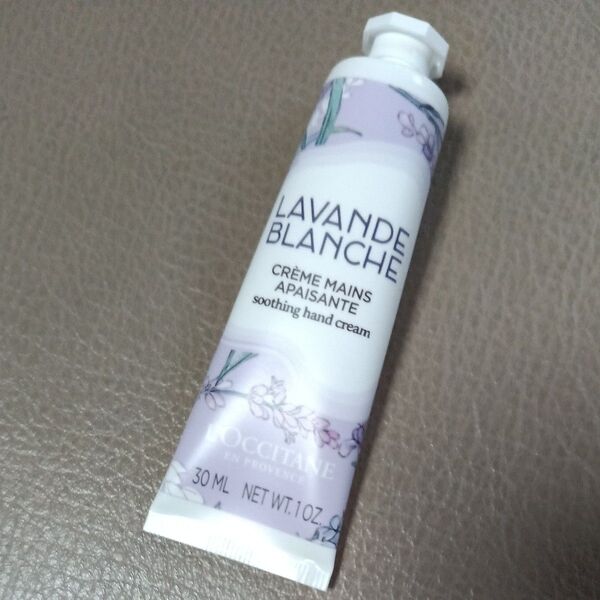 LAVANDE
BLANCHE
CRÈME MAINS
APAISANTE
soothing hand cream
L'OCCITANE
EN PROVENCE
30 ML NET WT. 1 OZ.